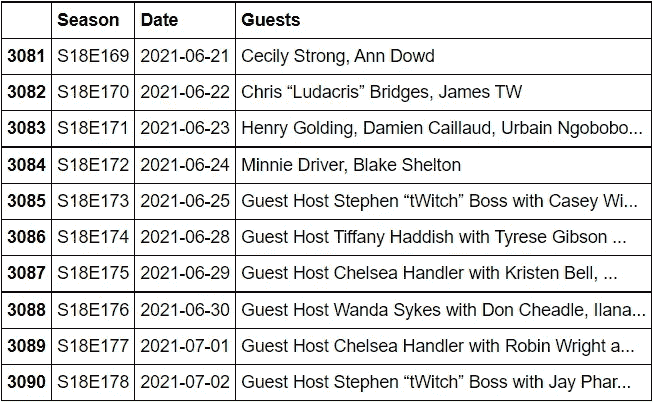 Season Date Guests
3081 S18E169 2021-06-21 Cecily Strong, Ann Dowd
3082 S18E170 2021-06-22 Chris “Ludacris” Bridges, James TW
3083 S18E171 2021-06-23 Henry Golding, Damien Caillaud, Urbain Ngobobo...
3084 S18E172 2021-06-24 Minnie Driver, Blake Shelton
3085 S18E173 2021-06-25 Guest Host Stephen “tWitch” Boss with Casey Wi...
3086 S18E174 2021-06-28 Guest Host Tiffany Haddish with Tyrese Gibson ...
3087 S18E175 2021-06-29 Guest Host Chelsea Handler with Kristen Bell, ...
3088 S18E176 2021-06-30 Guest Host Wanda Sykes with Don Cheadle, Ilana...
3089 S18E177 2021-07-01 Guest Host Chelsea Handler with Robin Wright a...
3090 S18E178 2021-07-02 Guest Host Stephen “tWitch” Boss with Jay Phar...